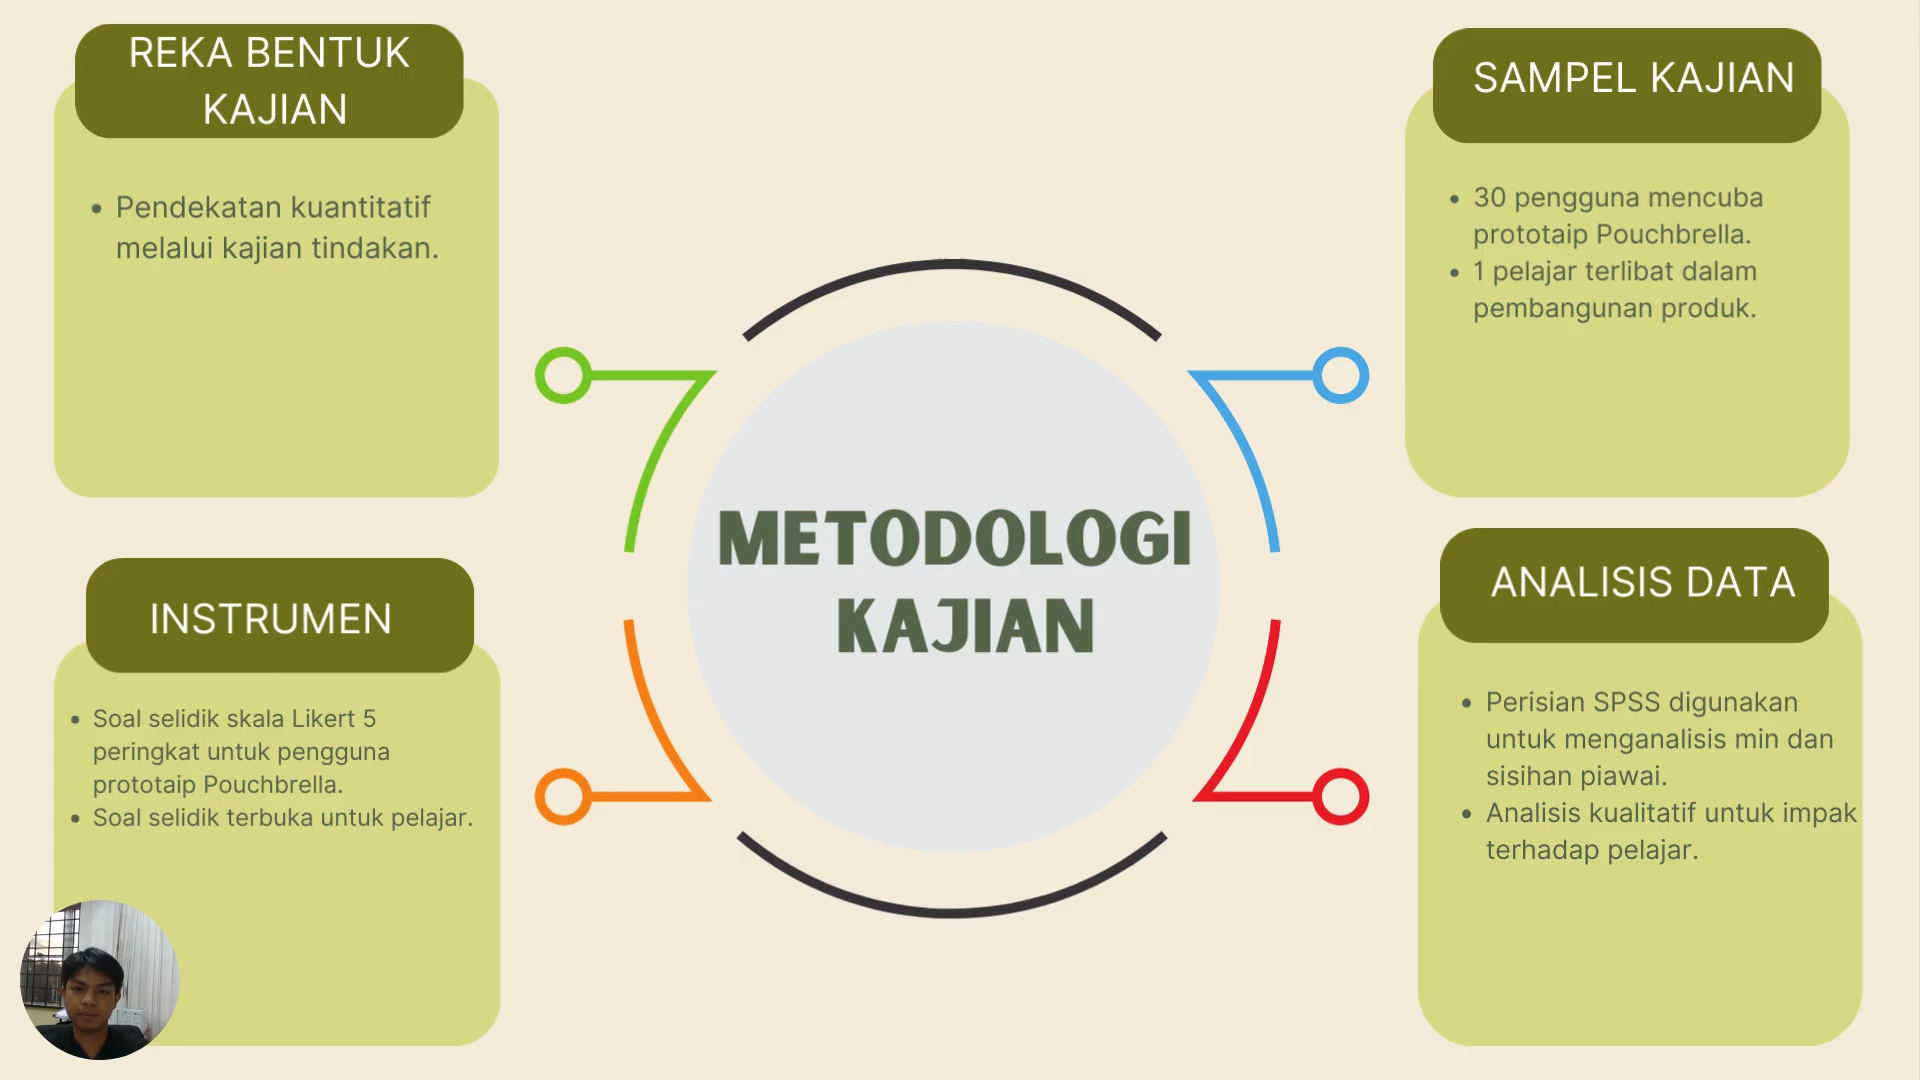 REKA BENTUK
KAJIAN
• Pendekatan kuantitatif
melalui kajian tindakan.
SAMPEL KAJIAN
• 30 pengguna mencuba
prototaip Pouchbrella.
• 1 pelajar terlibat dalam
pembangunan produk.
METODOLOGI
KAJIAN
INSTRUMEN
• Soal selidik skala Likert 5
peringkat untuk pengguna
prototaip Pouchbrella.
• Soal selidik terbuka untuk pelajar.
ANALISIS DATA
• Perisian SPSS digunakan
untuk menganalisis min dan
sisihan piawai.
• Analisis kualitatif untuk impak
terhadap pelajar.